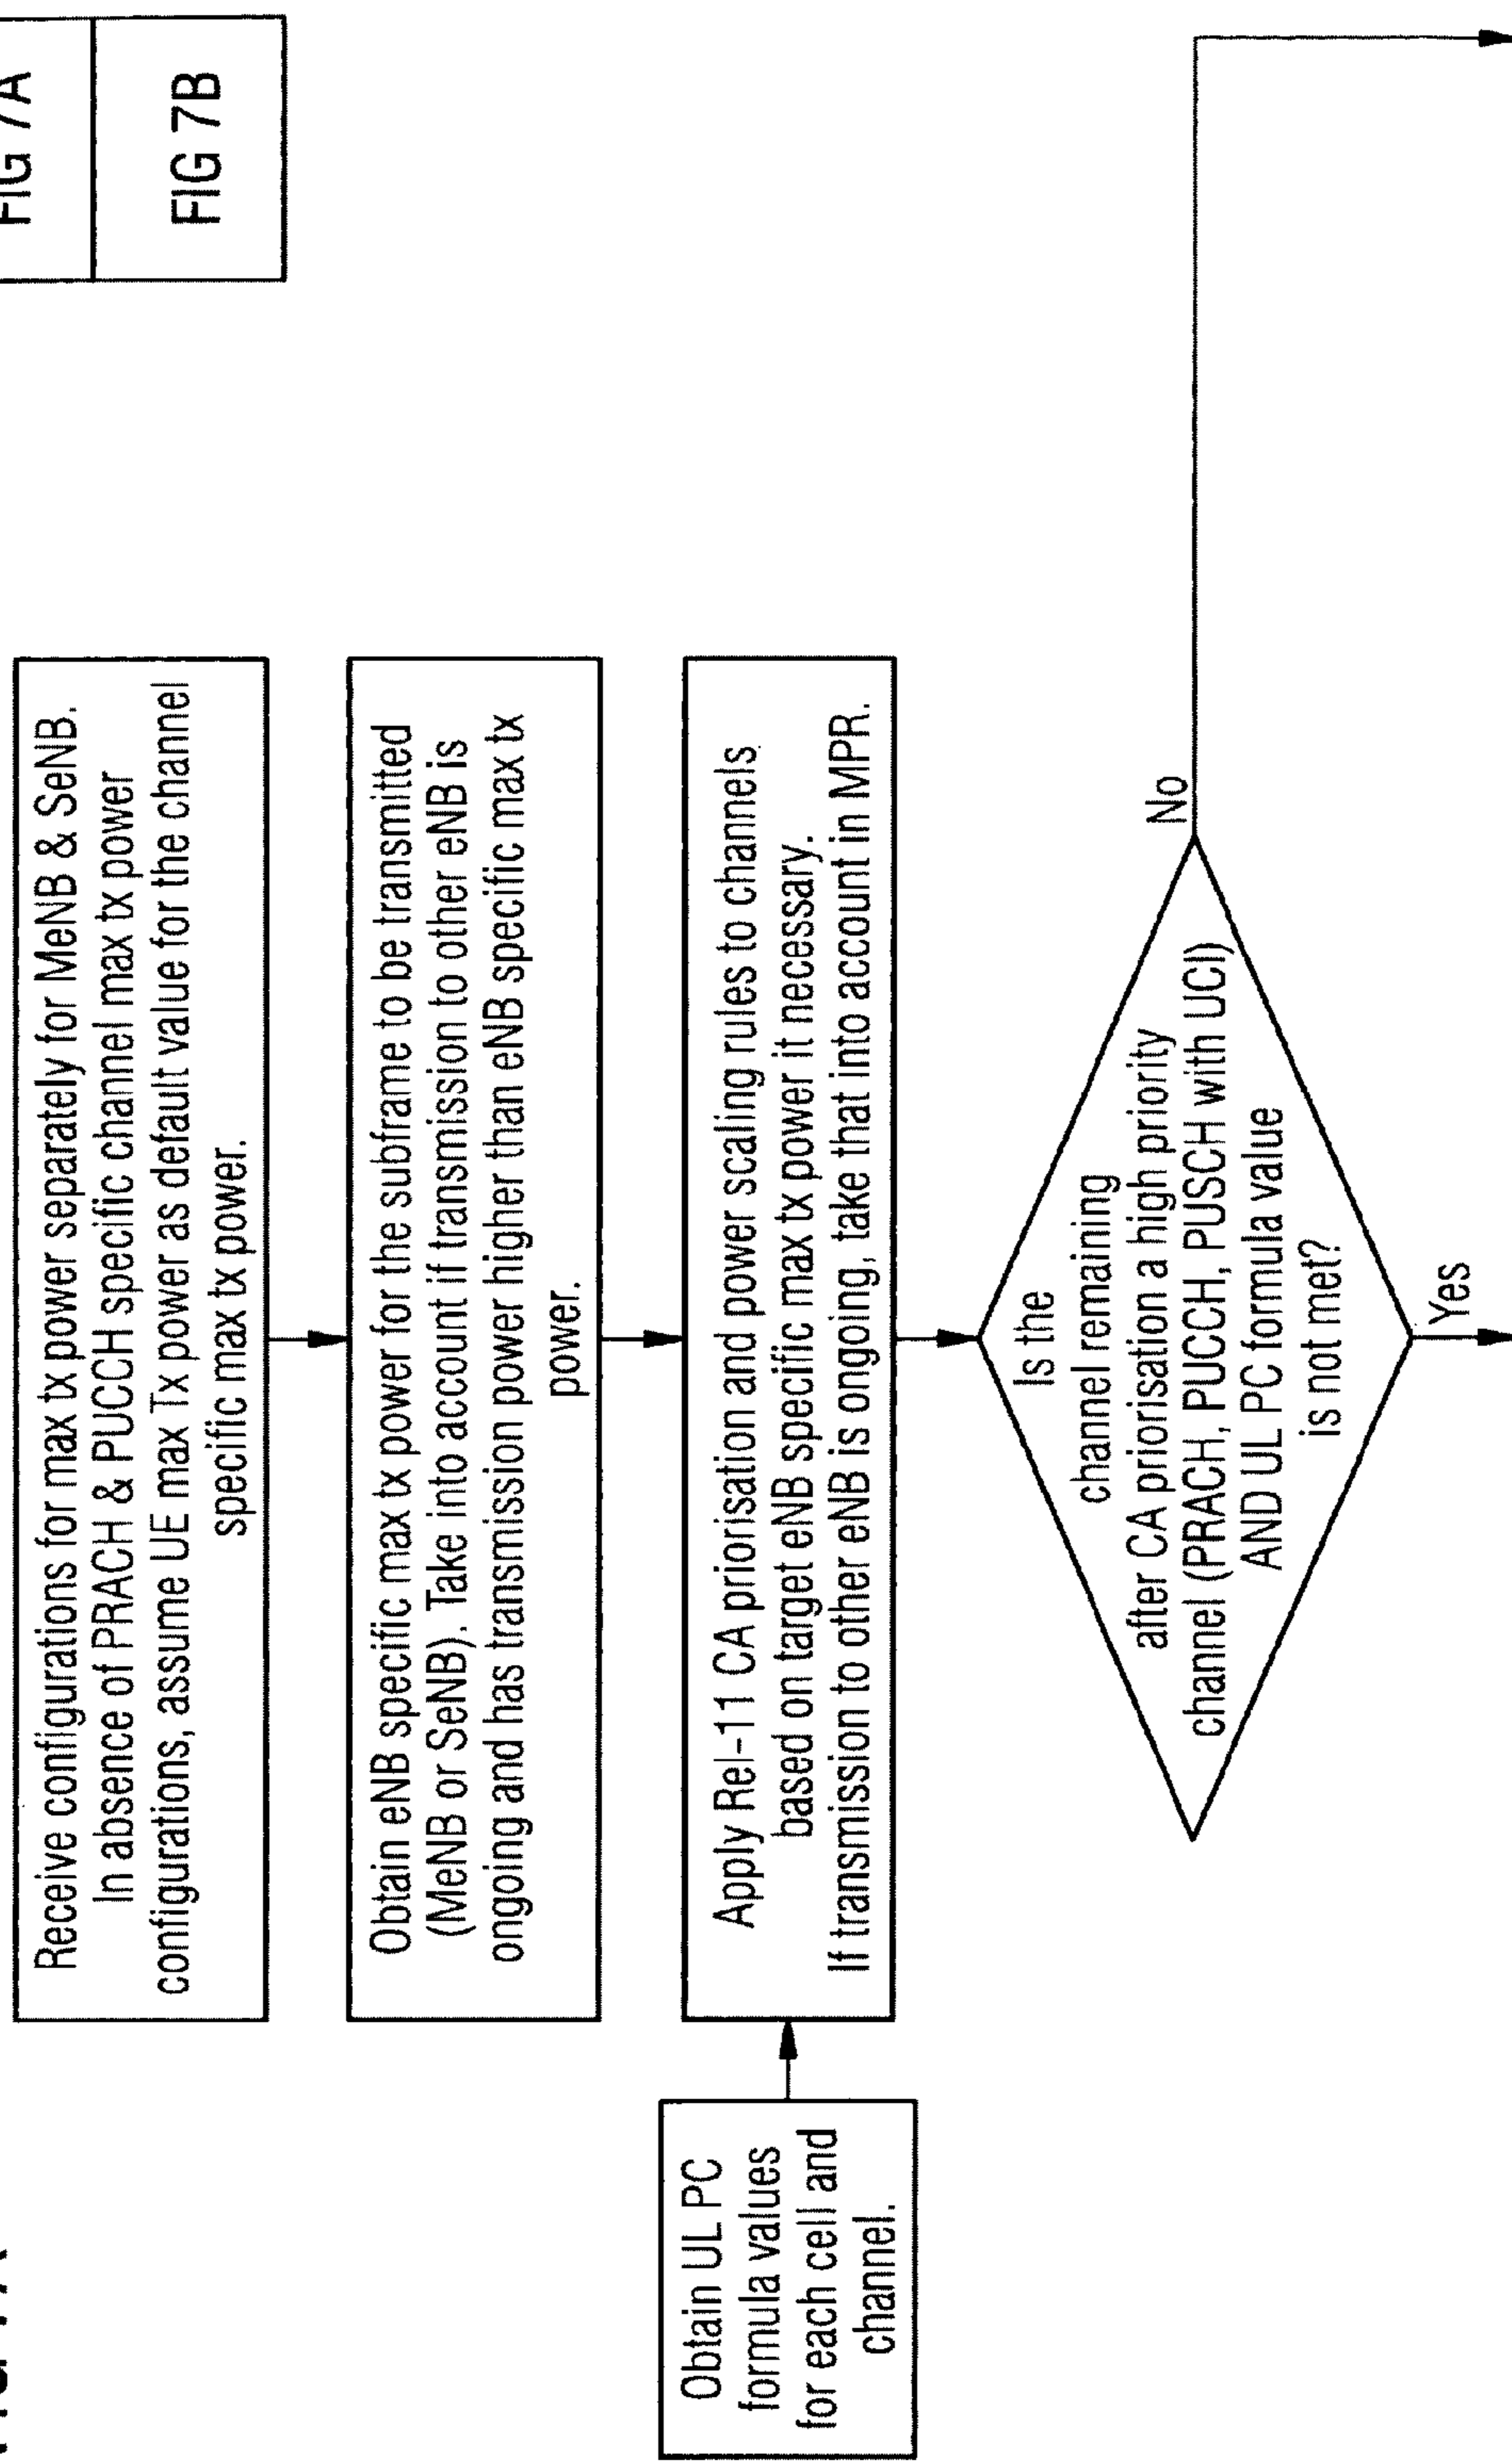 FIG 7A
FIG 7A
FIG 7B
Receive configurations for max tx power separately for MeNB & SeNB.
In absence of PRACH & PUCCH specific channel max tx power
configurations, assume UE max Tx power as default value for the channel
specific max tx power.
Obtain eNB specific max tx power for the subframe to be transmitted
(MeNB or SeNB). Take into account if transmission to other eNB is
ongoing and has transmission power higher than eNB specific max tx
power.
Obtain UL PC
formula values
for each cell and
channel.
Apply Rel-11 CA priorisation and power scaling rules to channels
based on target eNB specific max tx power it necessary.
If transmission to other eNB is ongoing, take that into account in MPR.
Is the
channel remaining
after CA priorisation a high priority
channel (PRACH, PUCCH, PUSCH with UCI)
AND UL PC formula value
is not met?
No
Yes